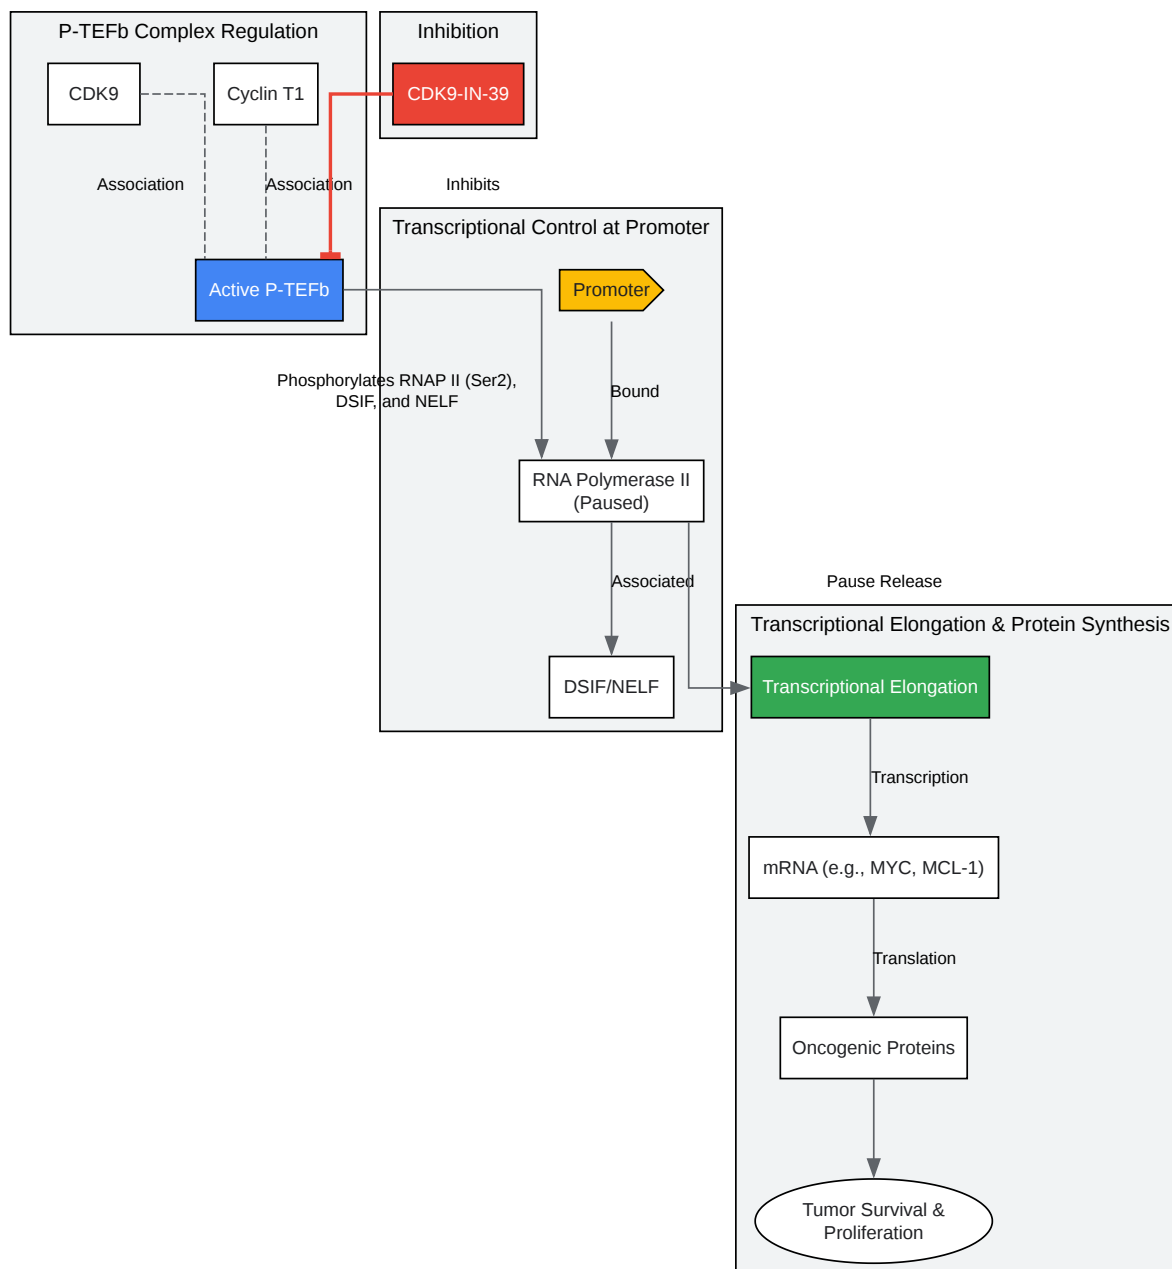 P-TEFb Complex Regulation
CDK9
Cyclin T1
Association
Association
Active P-TEFb
Inhibition
CDK9-IN-39
Inhibits
Transcriptional Control at Promoter
Promoter
Phosphorylates RNAP II (Ser2),
DSIF, and NELF
Bound
RNA Polymerase II
(Paused)
Associated
DSIF/NELF
Pause Release
Transcriptional Elongation & Protein Synthesis
Transcriptional Elongation
Transcription
mRNA (e.g., MYC, MCL-1)
Translation
Oncogenic Proteins
Tumor Survival &
Proliferation